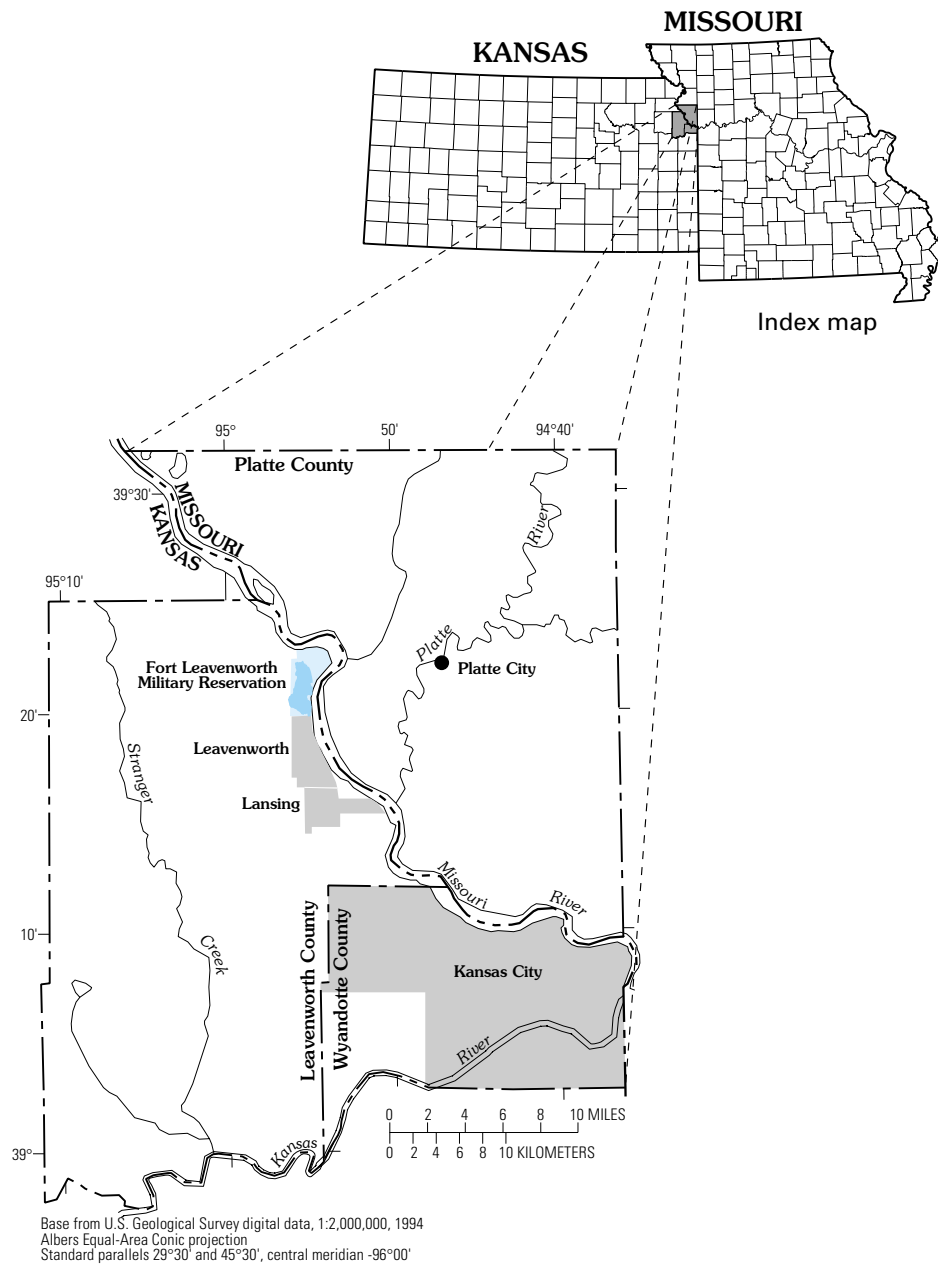 MISSOURI
KANSAS
Index map
95°
50'
94°40'
Platte County
39°30'
MISSOURI
KANSAS
River
95°10'
Platte
Fort Leavenworth
Military Reservation
Platte City
20'
Leavenworth
Stranger
Lansing
Missouri
River
10'
Creek
Leavenworth County
Wyandotte County
Kansas City
River
0 2 4 6 8 10 MILES
0 2 4 6 8 10 KILOMETERS
Kansas
39°
Base from U.S. Geological Survey digital data, 1:2,000,000, 1994
Albers Equal-Area Conic projection
Standard parallels 29°30' and 45°30', central meridian -96°00'